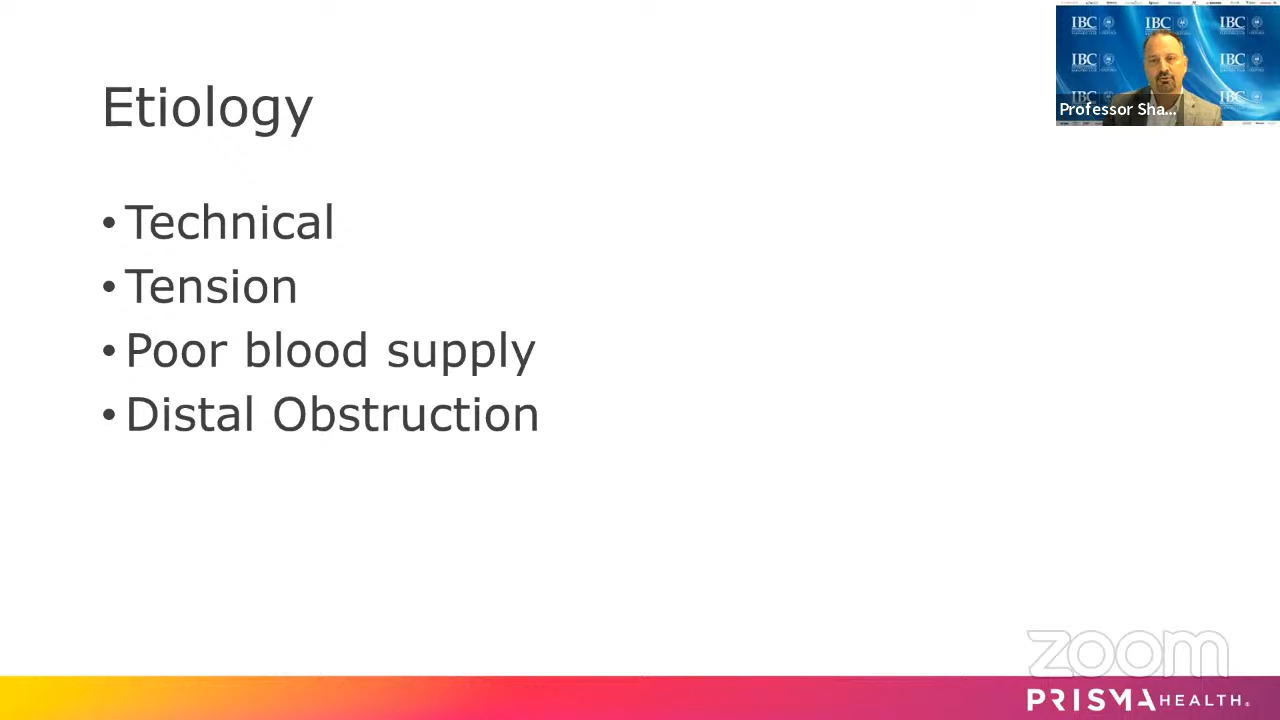 Etiology
• Technical
• Tension
• Poor blood supply
• Distal Obstruction
IBC IBC IBC
IBC IBC
IBC IBC
Professor Sha...
zoom
PRISMA HEALTH®